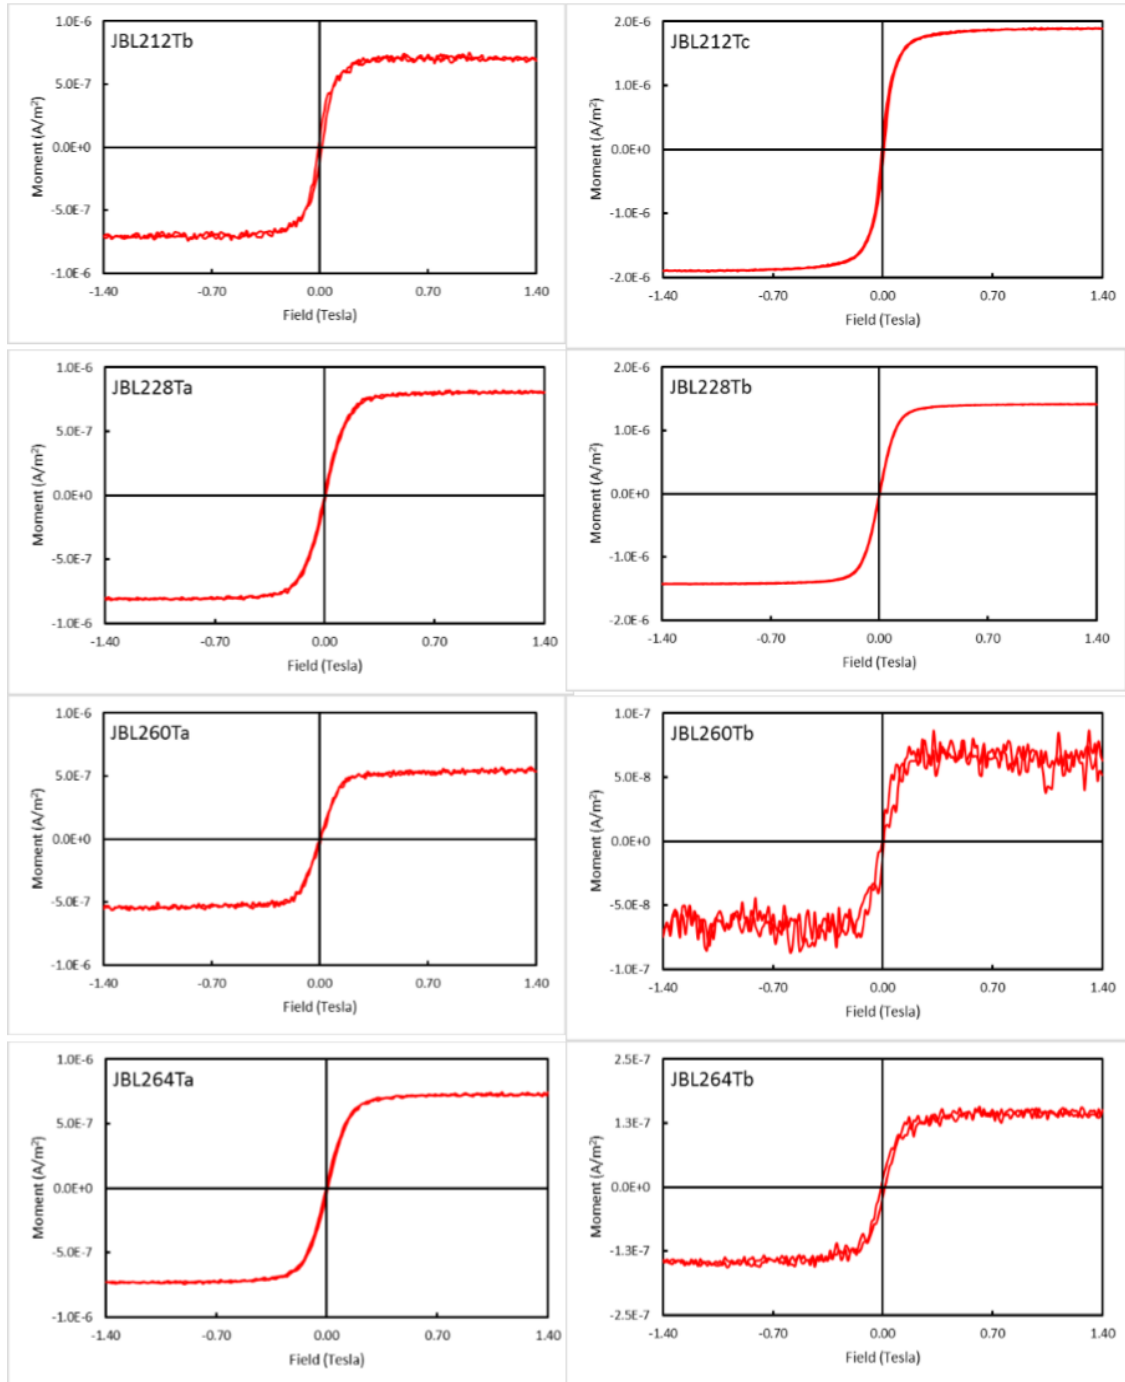 JBL212Tb
1.0E-6
5.0E-7
0.0E+0
-5.0E-7
-1.0E-6
Moment (A/m²)
-1.40 -0.70 0.00 0.70 1.40
Field (Tesla)
JBL212Tc
2.0E-6
1.0E-6
0.0E+0
-1.0E-6
-2.0E-6
Moment (A/m²)
-1.40 -0.70 0.00 0.70 1.40
Field (Tesla)
JBL228Ta
1.0E-6
5.0E-7
0.0E+0
-5.0E-7
-1.0E-6
Moment (A/m²)
-1.40 -0.70 0.00 0.70 1.40
Field (Tesla)
JBL228Tb
2.0E-6
1.0E-6
0.0E+0
-1.0E-6
-2.0E-6
Moment (A/m²)
-1.40 -0.70 0.00 0.70 1.40
Field (Tesla)
JBL260Ta
1.0E-6
5.0E-7
0.0E+0
-5.0E-7
-1.0E-6
Moment (A/m²)
-1.40 -0.70 0.00 0.70 1.40
Field (Tesla)
JBL260Tb
1.0E-7
5.0E-8
0.0E+0
-5.0E-8
-1.0E-7
Moment (A/m²)
-1.40 -0.70 0.00 0.70 1.40
Field (Tesla)
JBL264Ta
1.0E-6
5.0E-7
0.0E+0
-5.0E-7
-1.0E-6
Moment (A/m²)
-1.40 -0.70 0.00 0.70 1.40
Field (Tesla)
JBL264Tb
2.5E-7
1.3E-7
0.0E+0
-1.3E-7
-2.5E-7
Moment (A/m²)
-1.40 -0.70 0.00 0.70 1.40
Field (Tesla)